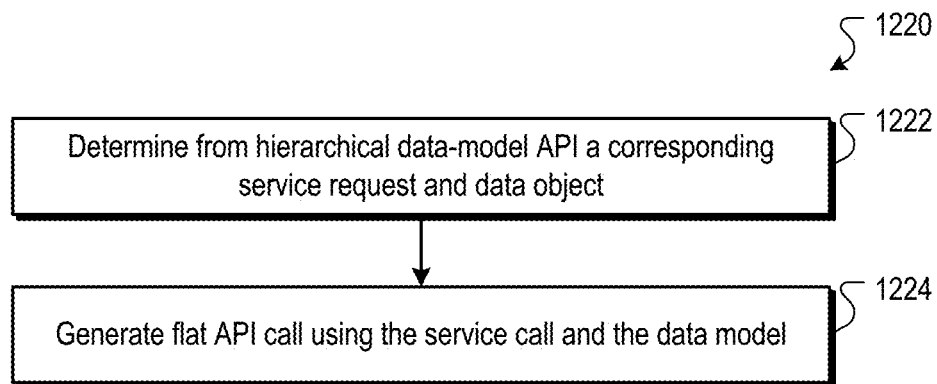 1220
1222
Determine from hierarchical data-model API a corresponding
service request and data object
1224
Generate flat API call using the service call and the data model